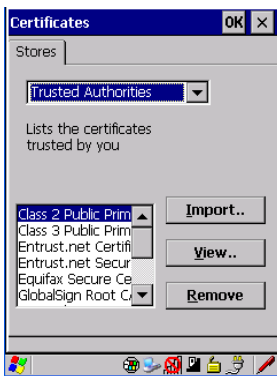 Certificates OK
Stores
Trusted Authorities
Lists the certificates
trusted by you
Class 2 Public Prim
Class 3 Public Prim
Entrust.net Certifi
Entrust.net Secur
Equifax Secure Ce
GlobalSign Root C
Import..
View..
Remove